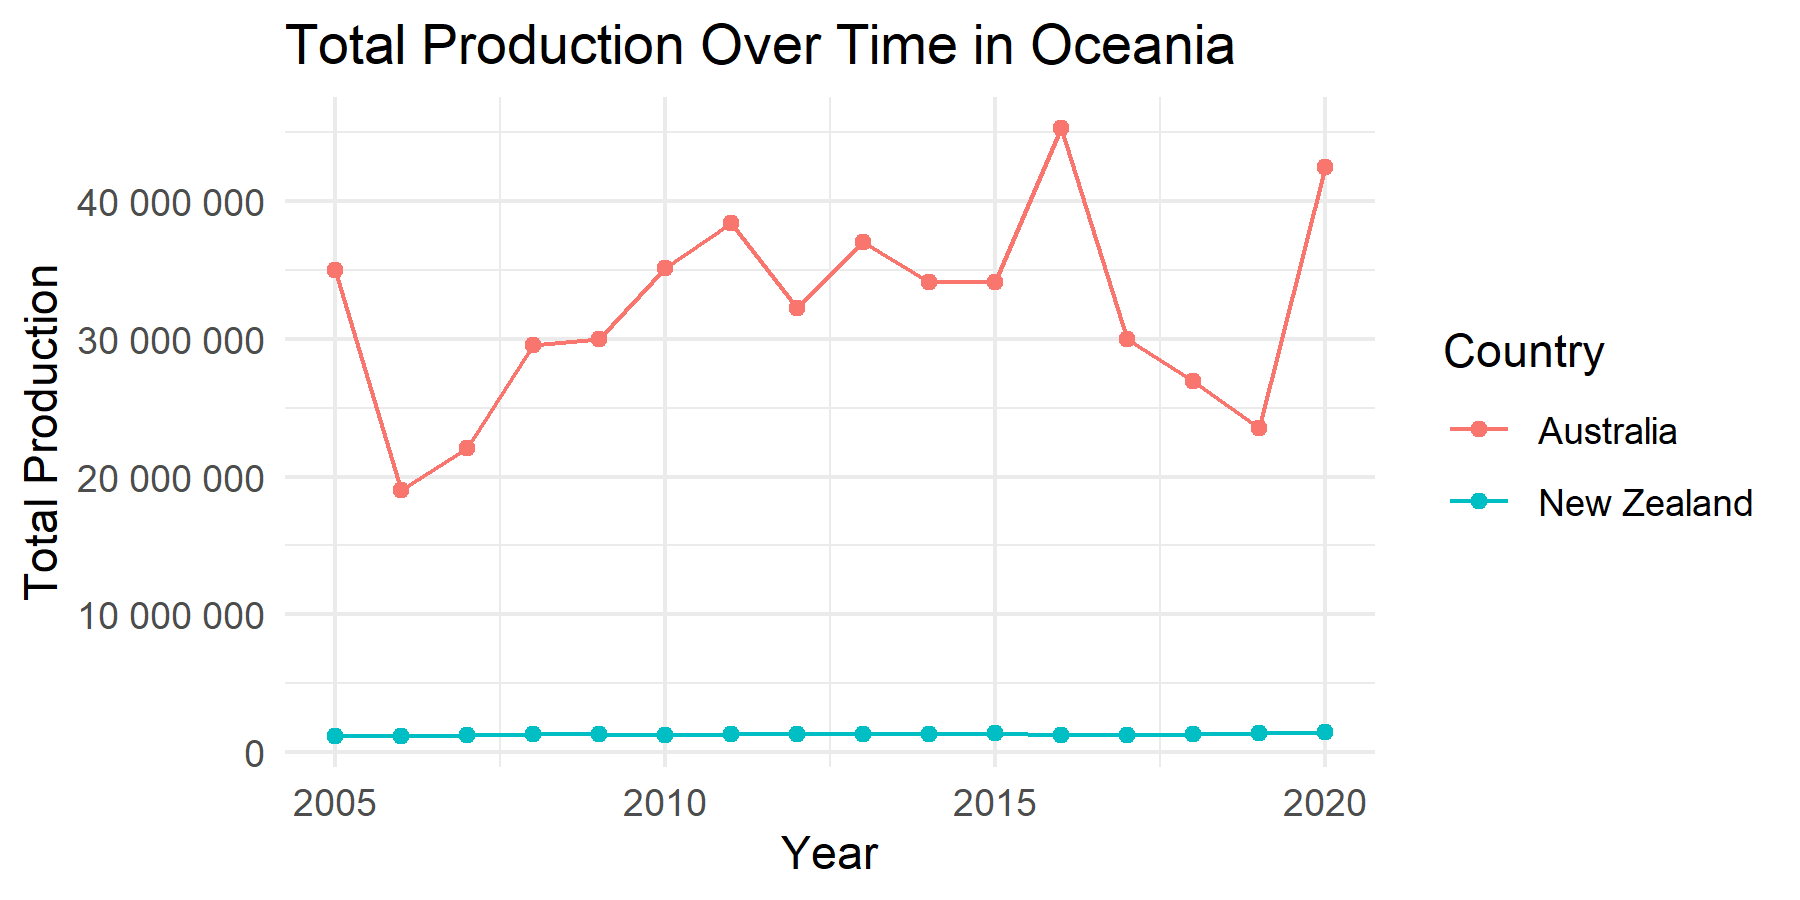 Total Production Over Time in Oceania
Total Production
40 000 000
30 000 000
20 000 000
10 000 000
0
2005 2010 2015 2020
Year
Country
Australia
New Zealand